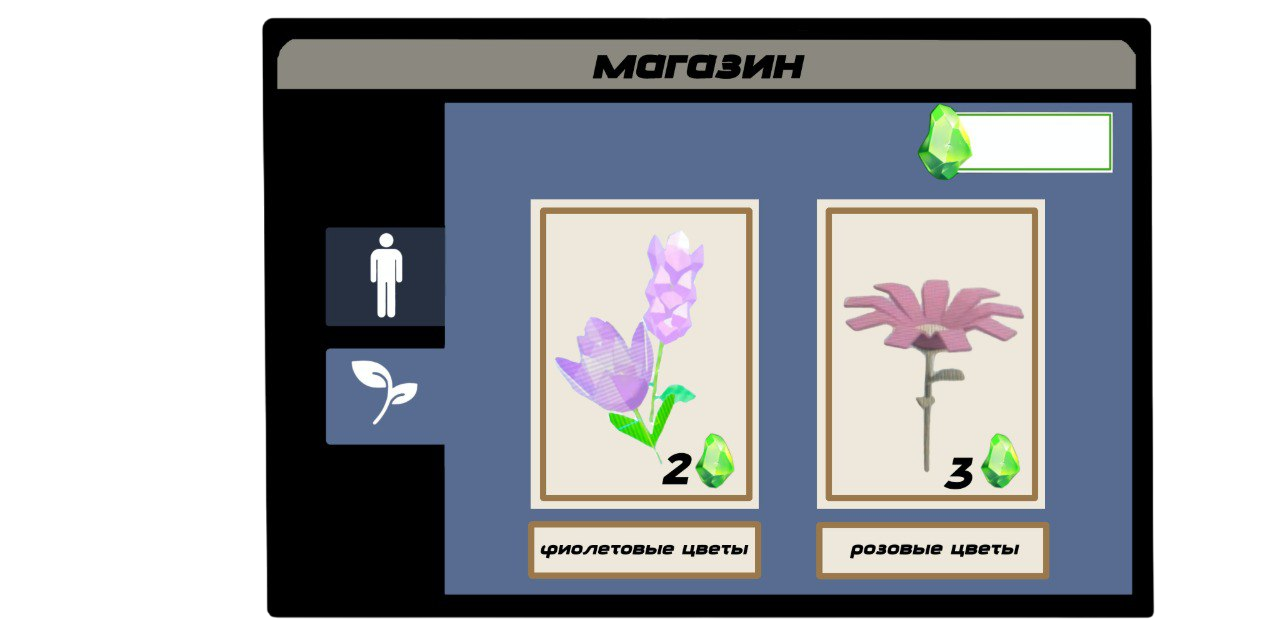 магазин
2
3
фиолетовые цветы
розовые цветы